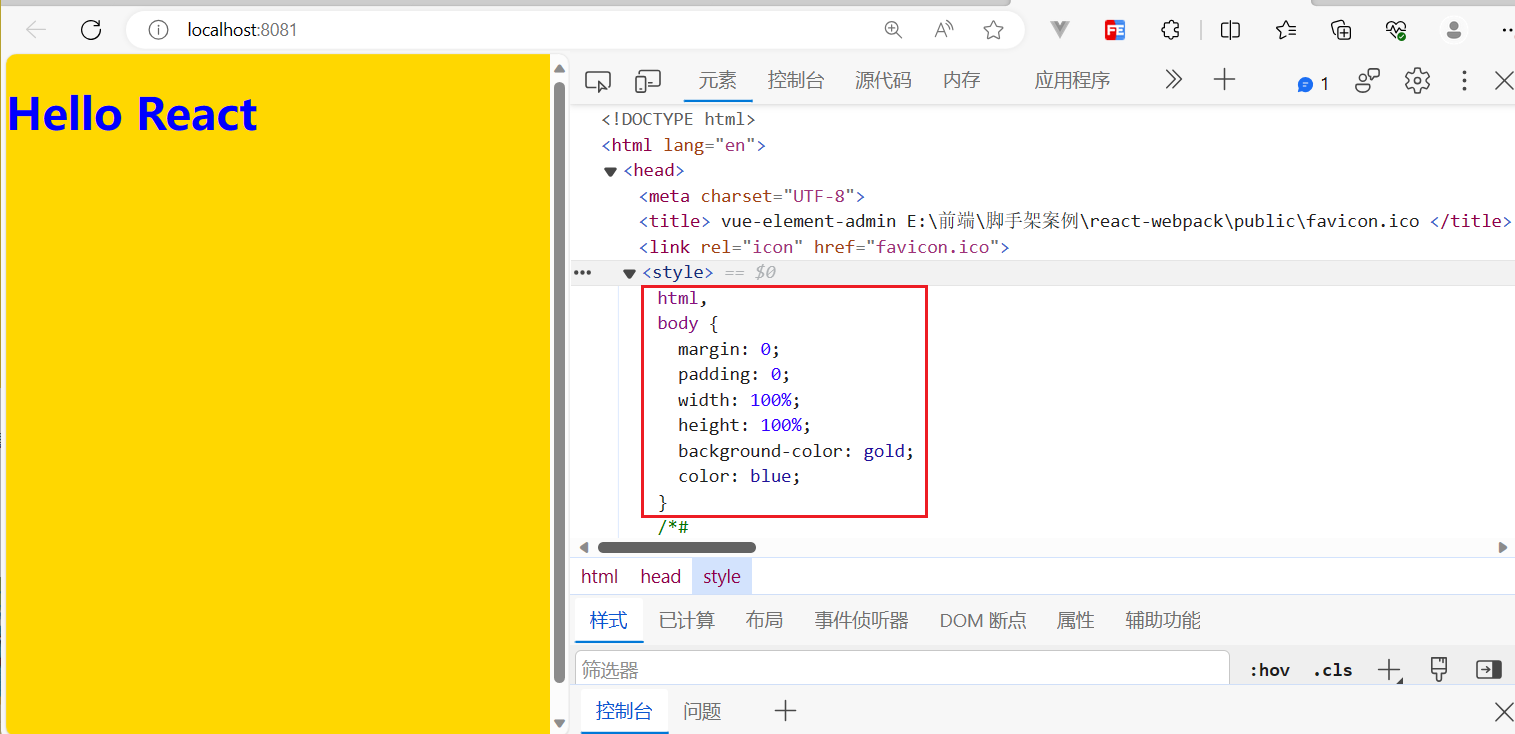 localhost:8081
Hello React
元素 控制台 源代码 内存 应用程序 1
<!DOCTYPE html>
<html lang="en">
<head>
<meta charset="UTF-8">
<title> vue-element-admin E:\前端\脚手架案例\react-webpack\public\favicon.ico </title>
<link rel="icon" href="favicon.ico">
<style> == $0
html,
body {
margin: 0;
padding: 0;
width: 100%;
height: 100%;
background-color: gold;
color: blue;
}
/*#
html head style
样式 已计算 布局 事件侦听器 DOM 断点 属性 辅助功能
筛选器 :hov .cls
控制台 问题